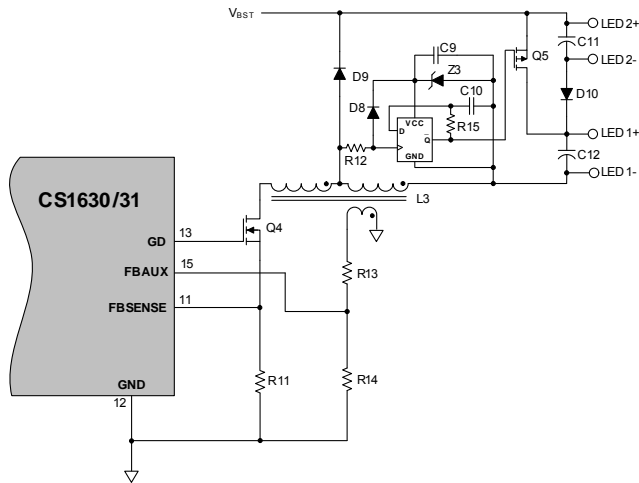 VBST
LED 2+
C11
LED 2-
Q5
C9
Z3
D9
D8
C10
D10
VCC
D
Q̅
GND
R15
R12
LED 1+
C12
LED 1-
L3
CS1630/31
Q4
GD
13
FBAUX
15
R13
FBSENSE
11
R11
R14
GND
12